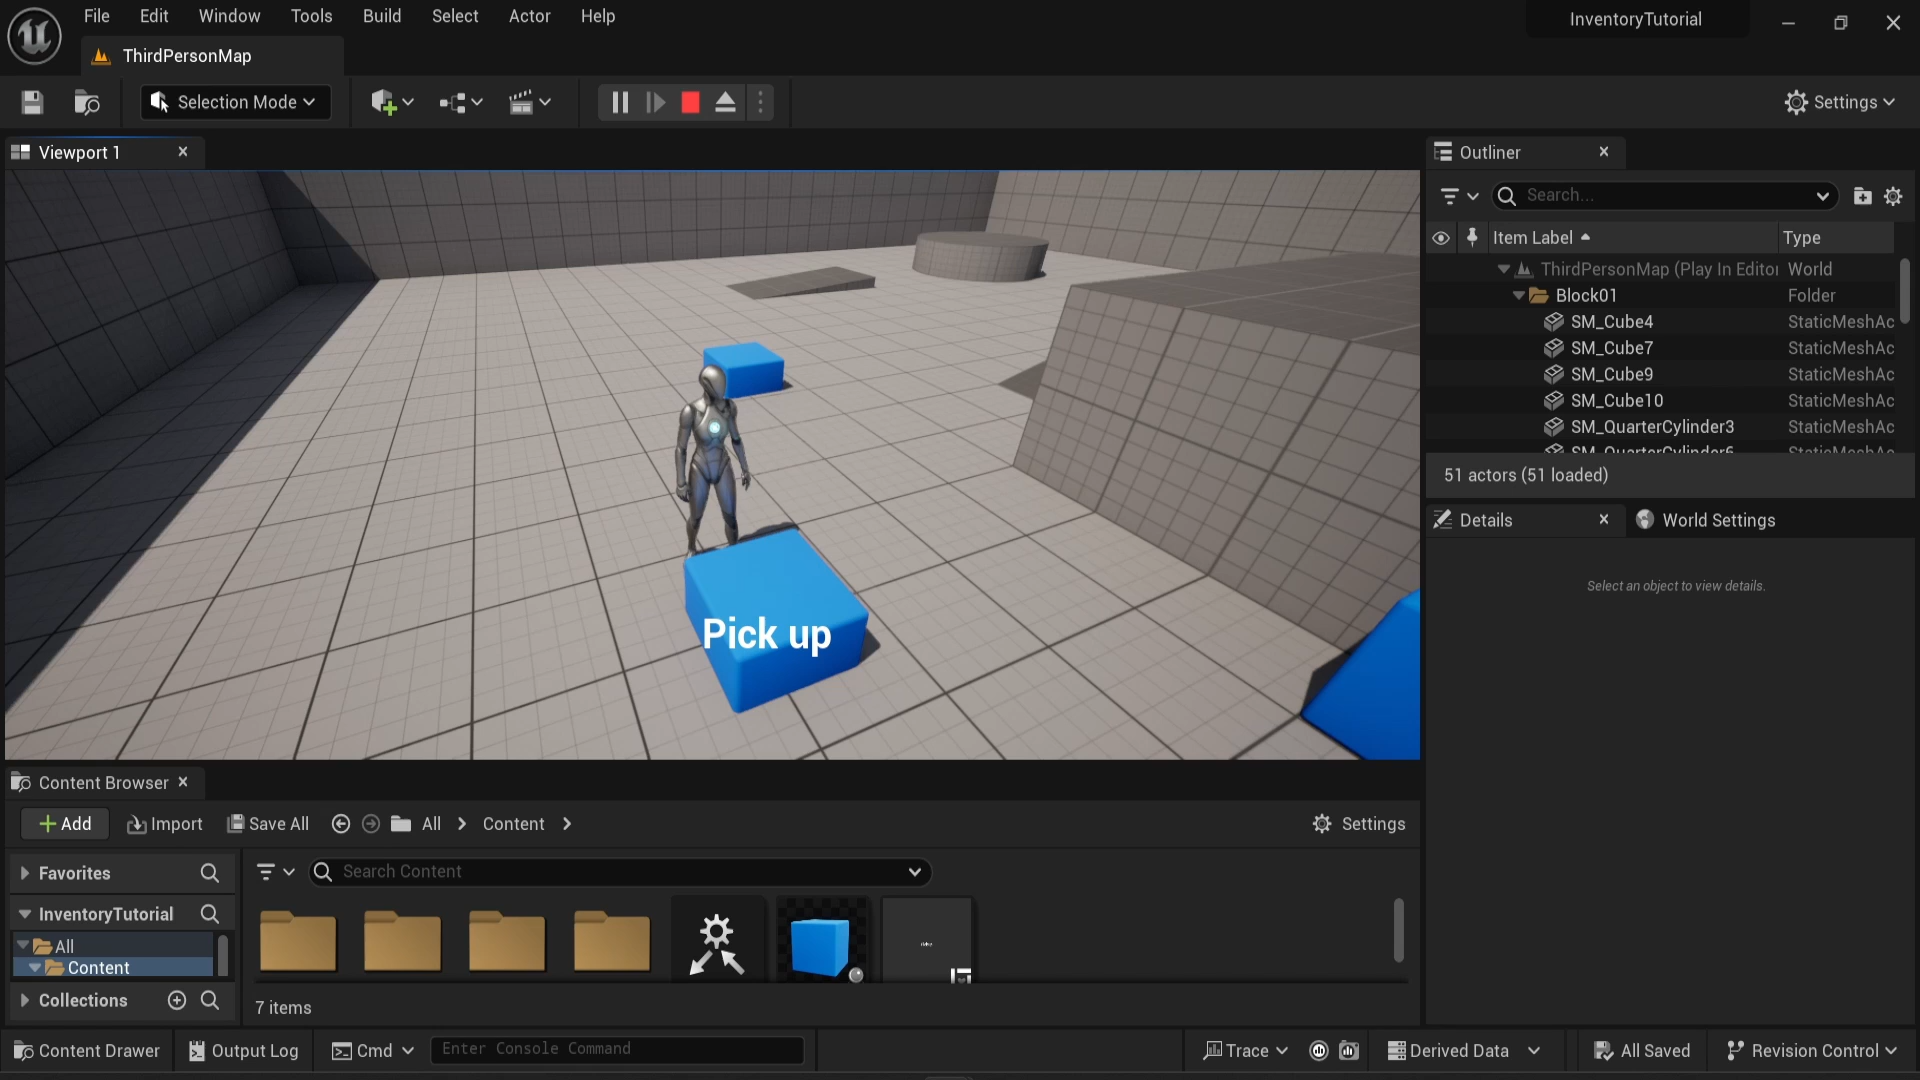 File Edit Window Tools Build Select Actor Help
InventoryTutorial
ThirdPersonMap
Selection Mode
Settings
Viewport 1
Outliner
Search...
Item Label Type
ThirdPersonMap (Play In Editor World
Block01 Folder
SM_Cube4 StaticMeshAc
SM_Cube7 StaticMeshAc
SM_Cube9 StaticMeshAc
SM_Cube10 StaticMeshAc
SM_QuarterCylinder3 StaticMeshAc
SM_QuarterCylinder6 StaticMeshAc
51 actors (51 loaded)
Details World Settings
Select an object to view details.
Pick up
Content Browser
Add Import Save All All Content Settings
Favorites
Search Content
InventoryTutorial
All
Content
Collections
7 items
Content Drawer Output Log Cmd Enter Console Command Trace Derived Data All Saved Revision Control